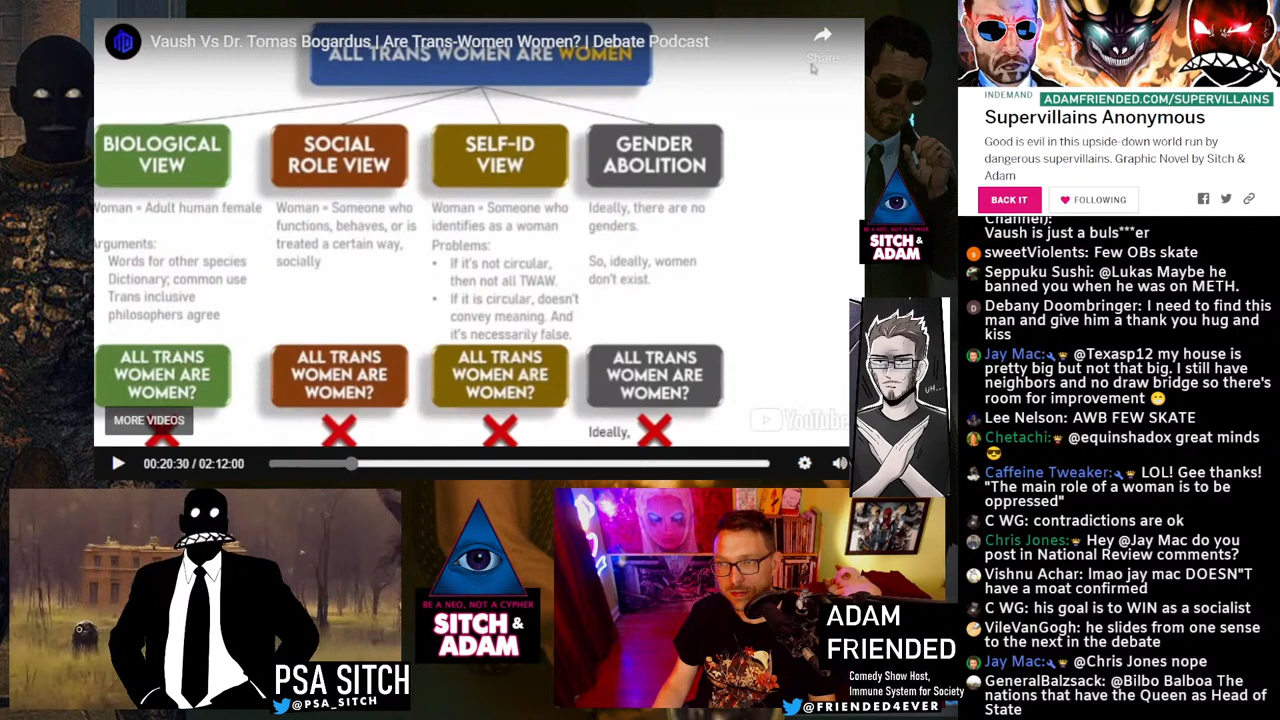 Vaush Vs Dr. Tomas Bogardus | Are Trans-Women Women? | Debate Podcast
Share
ALL TRANS WOMEN ARE WOMEN
BIOLOGICAL
VIEW
Woman = Adult human female
Arguments:
Words for other species
Dictionary; common use
Trans inclusive
philosophers agree
ALL TRANS
WOMEN ARE
WOMEN?
SOCIAL
ROLE VIEW
Woman = Someone who
functions, behaves, or is
treated a certain way,
socially
ALL TRANS
WOMEN ARE
WOMEN?
SELF-ID
VIEW
Woman = Someone who
identifies as a woman
Problems:
• If it's not circular,
then not all TWAW.
• If it is circular, doesn't
convey meaning. And
it's necessarily false.
ALL TRANS
WOMEN ARE
WOMEN?
GENDER
ABOLITION
Ideally, there are no
genders.
So, ideally, women
don't exist.
ALL TRANS
WOMEN ARE
WOMEN?
Ideally,
MORE VIDEOS
YouTube
00:20:30 / 02:12:00
SITCH &
ADAM
UH...
BE A NEO, NOT A CYPHER
SITCH &
ADAM
PSA SITCH
@PSA_SITCH
ADAM
FRIENDED
Comedy Show Host,
Immune System for Society
@FRIENDED4EVER
INDEMAND
ADAMFRIENDED.COM/SUPERVILLAINS
Supervillains Anonymous
Good is evil in this upside-down world run by
dangerous supervillains. Graphic Novel by Sitch &
Adam
BACK IT
FOLLOWING
Channel):
Vaush is just a buls***er
sweetViolents: Few OBs skate
Seppuku Sushi: @Lukas Maybe he
banned you when he was on METH.
Debany Doombringer: I need to find this
man and give him a thank you hug and
kiss
Jay Mac: @Texasp12 my house is
pretty big but not that big. I still have
neighbors and no draw bridge so there's
room for improvement
Lee Nelson: AWB FEW SKATE
Chetachi: @equinshadox great minds
Caffeine Tweaker: LOL! Gee thanks!
"The main role of a woman is to be
oppressed"
C WG: contradictions are ok
Chris Jones: Hey @Jay Mac do you
post in National Review comments?
Vishnu Achar: lmao jay mac DOESN"T
have a moat confirmed
C WG: his goal is to WIN as a socialist
VileVanGogh: he slides from one sense
to the next in the debate
Jay Mac: @Chris Jones nope
GeneralBalzsack: @Bilbo Balboa The
nations that have the Queen as Head of
State